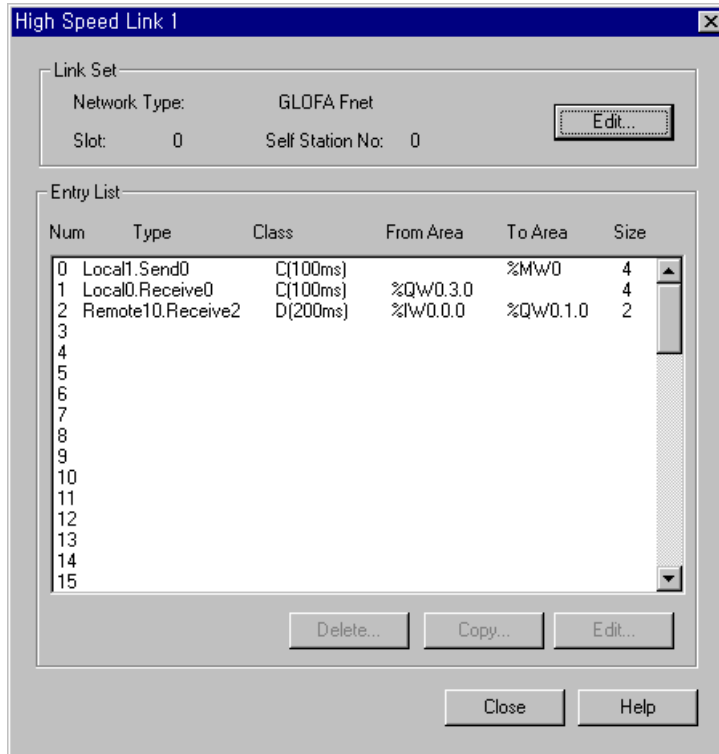 High Speed Link 1
Link Set
Network Type: GLOFA Fnet
Edit...
Slot: 0 Self Station No: 0
Entry List
Num Type Class From Area To Area Size
0 Local1.Send0 C(100ms) %MW0 4
1 Local0.Receive0 C(100ms) %QW0.3.0 4
2 Remote10.Receive2 D(200ms) %IW0.0.0 %QW0.1.0 2
3
4
5
6
7
8
9
10
11
12
13
14
15
Delete... Copy... Edit...
Close Help